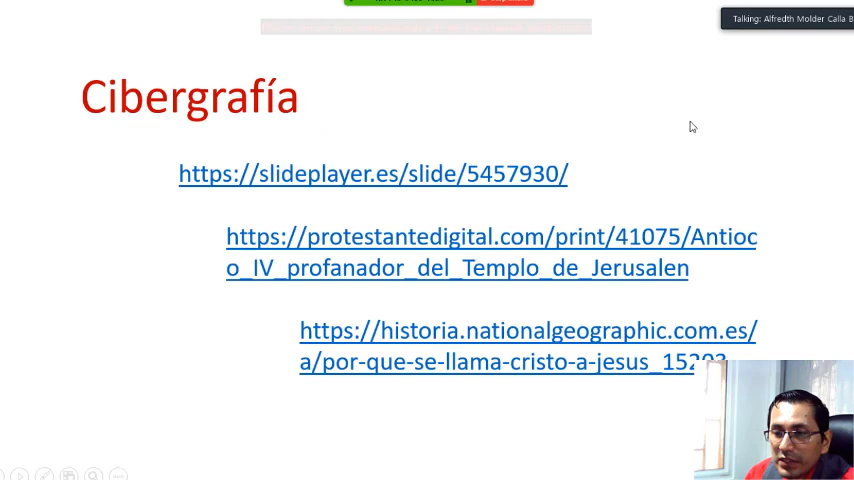 Talking: Alfredth Molder Calla B
Cibergrafía
https://slideplayer.es/slide/5457930/
https://protestantedigital.com/print/41075/Antioc
o_IV_profanador_del_Templo_de_Jerusalen
https://historia.nationalgeographic.com.es/
a/por-que-se-llama-cristo-a-jesus_15293